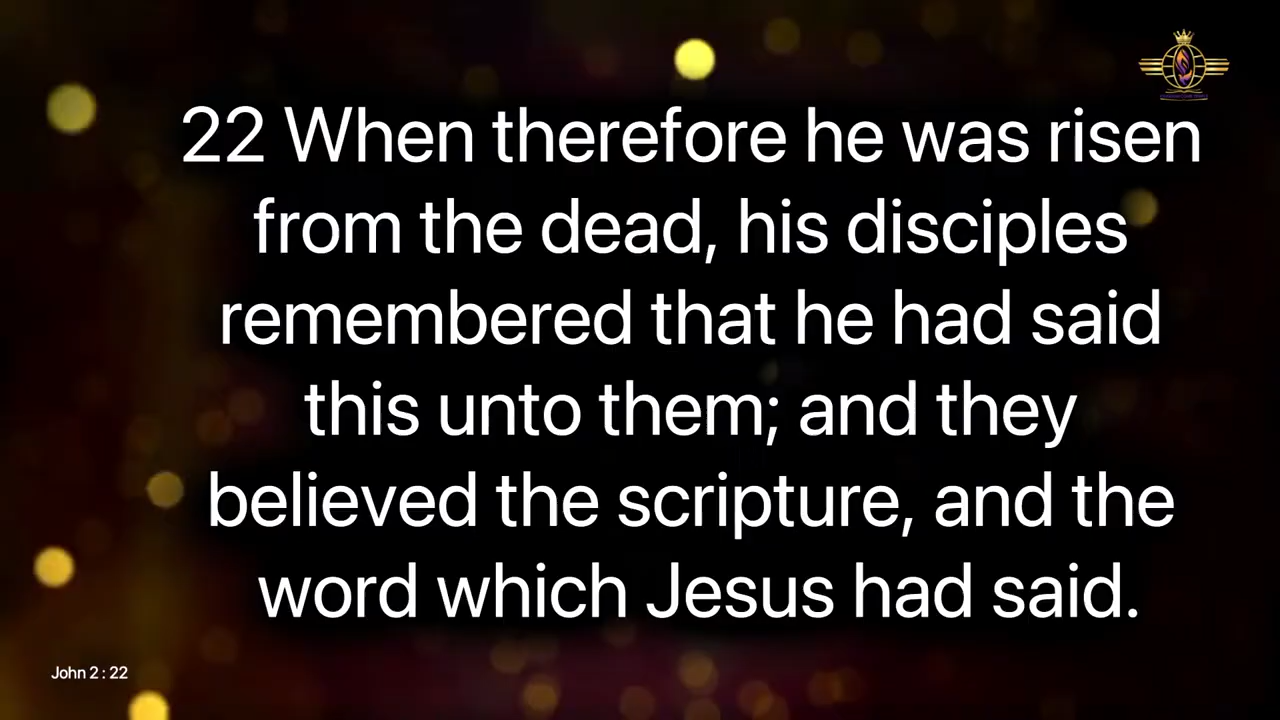 22 When therefore he was risen
from the dead, his disciples
remembered that he had said
this unto them; and they
believed the scripture, and the
word which Jesus had said.
John 2 : 22